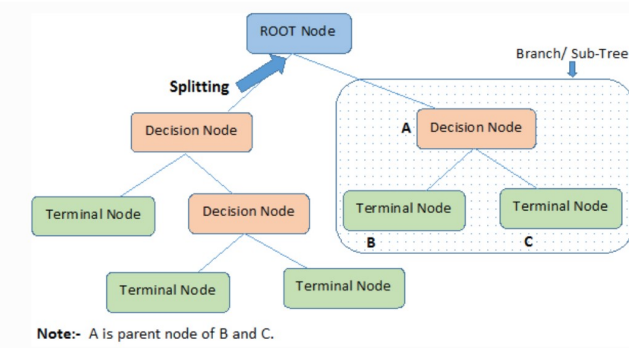 ROOT Node
Branch/ Sub-Tree
Splitting
Decision Node
A
Decision Node
Terminal Node
Decision Node
Terminal Node
Terminal Node
B
C
Terminal Node
Terminal Node
Note:- A is parent node of B and C.